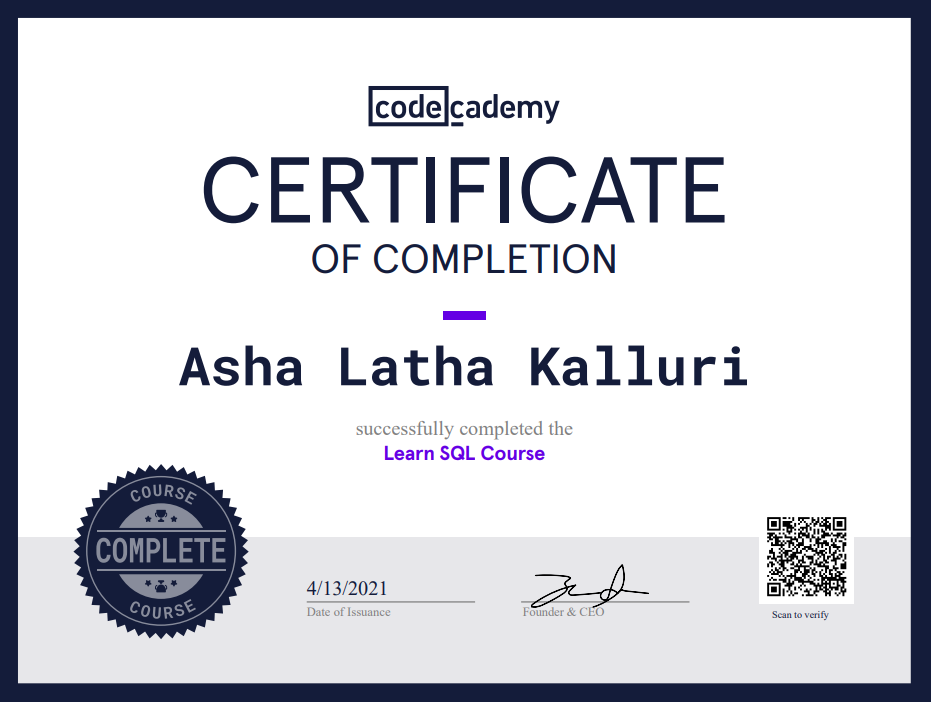 codecademy
CERTIFICATE
OF COMPLETION
Asha Latha Kalluri
successfully completed the
Learn SQL Course
COURSE
COMPLETE
COURSE
4/13/2021
Date of Issuance
Founder & CEO
Scan to verify